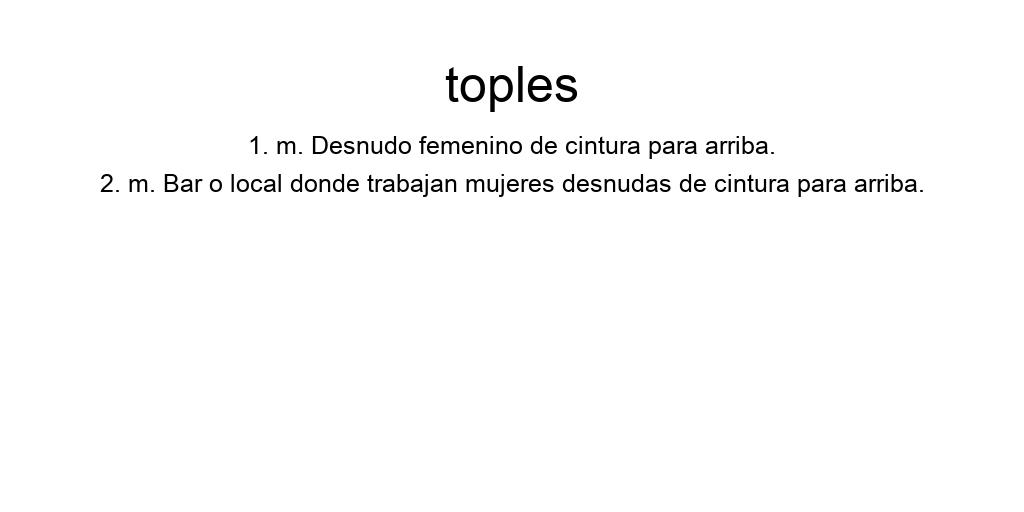 toples
1. m. Desnudo femenino de cintura para arriba.
2. m. Bar o local donde trabajan mujeres desnudas de cintura para arriba.